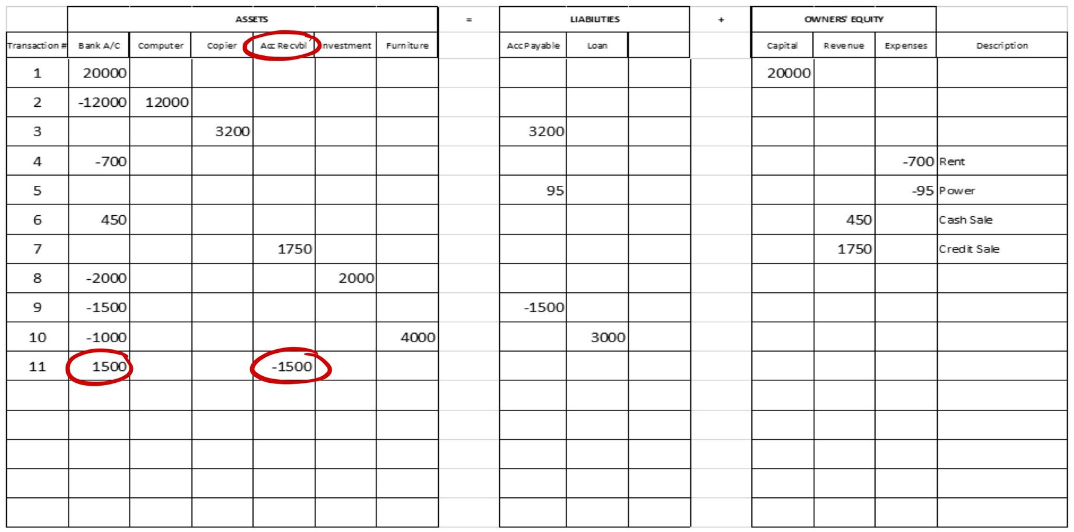 ASSETS = LIABILITIES + OWNERS' EQUITY
Transaction # Bank A/C Computer Copier Acc Recvbl Investment Furniture Acc Payable Loan Capital Revenue Expenses Description
1 20000 20000
2 -12000 12000
3 3200 3200
4 -700 -700 Rent
5 95 -95 Power
6 450 450 Cash Sale
7 1750 1750 Credit Sale
8 -2000 2000
9 -1500 -1500
10 -1000 4000 3000
11 1500 -1500